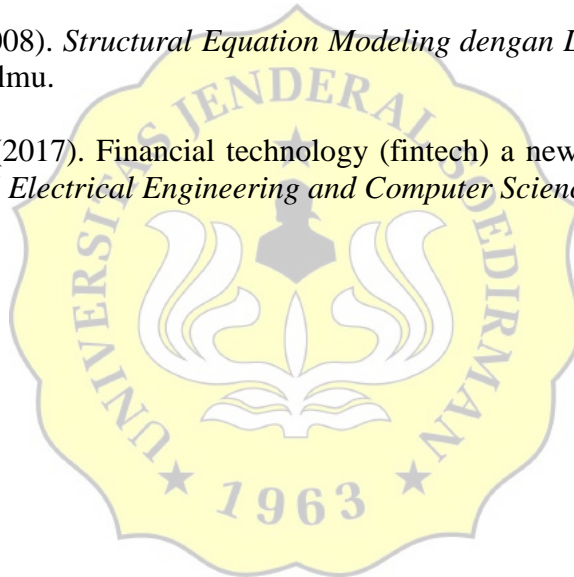 008). Structural Equation Modeling dengan L
lmu.
(2017). Financial technology (fintech) a new
Electrical Engineering and Computer Scienc
UNIVERSITAS JENDERAL SOEDIRMAN
1963